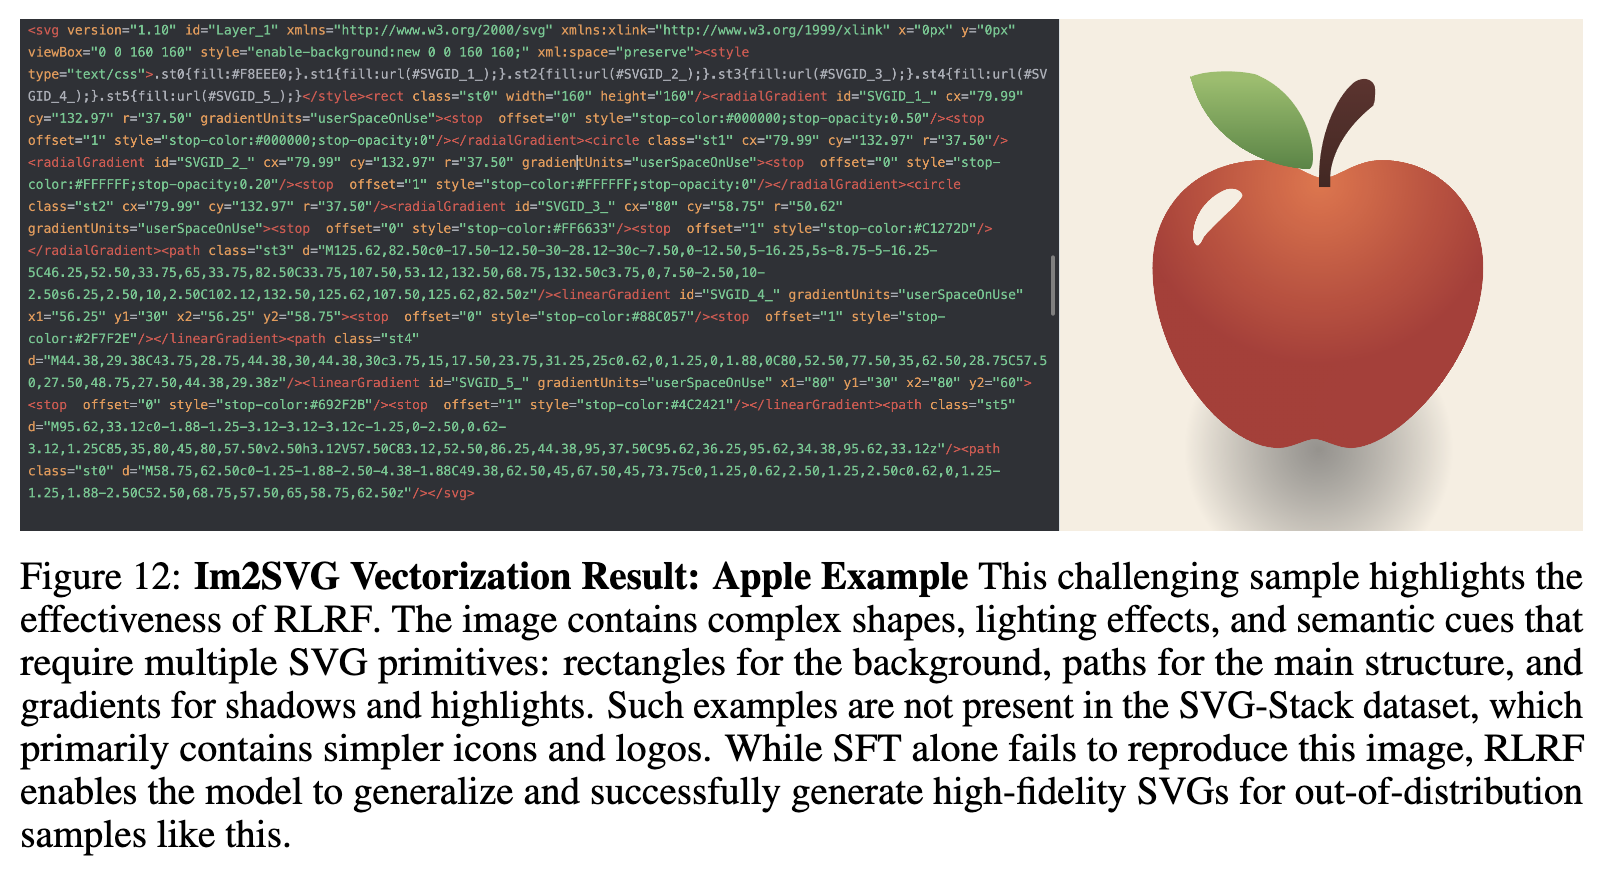 <svg version="1.10" id="Layer_1" xmlns="http://www.w3.org/2000/svg" xmlns:xlink="http://www.w3.org/1999/xlink" x="0px" y="0px"
viewBox="0 0 160 160" style="enable-background:new 0 0 160 160;" xml:space="preserve"><style
type="text/css">.st0{fill:#F8EEE0;}.st1{fill:url(#SVGID_1_);}.st2{fill:url(#SVGID_2_);}.st3{fill:url(#SVGID_3_);}.st4{fill:url(#SV
GID_4_);}.st5{fill:url(#SVGID_5_);}</style><rect class="st0" width="160" height="160"/><radialGradient id="SVGID_1_" cx="79.99"
cy="132.97" r="37.50" gradientUnits="userSpaceOnUse"><stop  offset="0" style="stop-color:#000000;stop-opacity:0.50"/><stop
offset="1" style="stop-color:#000000;stop-opacity:0"/></radialGradient><circle class="st1" cx="79.99" cy="132.97" r="37.50"/>
<radialGradient id="SVGID_2_" cx="79.99" cy="132.97" r="37.50" gradientUnits="userSpaceOnUse"><stop  offset="0" style="stop-
color:#FFFFFF;stop-opacity:0.20"/><stop  offset="1" style="stop-color:#FFFFFF;stop-opacity:0"/></radialGradient><circle
class="st2" cx="79.99" cy="132.97" r="37.50"/><radialGradient id="SVGID_3_" cx="80" cy="58.75" r="50.62"
gradientUnits="userSpaceOnUse"><stop  offset="0" style="stop-color:#FF6633"/><stop  offset="1" style="stop-color:#C1272D"/>
</radialGradient><path class="st3" d="M125.62,82.50c0-17.50-12.50-30-28.12-30c-7.50,0-12.50,5-16.25,5s-8.75-5-16.25-
5C46.25,52.50,33.75,65,33.75,82.50C33.75,107.50,53.12,132.50,68.75,132.50c3.75,0,7.50-2.50,10-
2.50s6.25,2.50,10,2.50C102.12,132.50,125.62,107.50,125.62,82.50z"/><linearGradient id="SVGID_4_" gradientUnits="userSpaceOnUse"
x1="56.25" y1="30" x2="56.25" y2="58.75"><stop  offset="0" style="stop-color:#88C057"/><stop  offset="1" style="stop-
color:#2F7F2E"/></linearGradient><path class="st4"
d="M44.38,29.38C43.75,28.75,44.38,30,44.38,30c3.75,15,17.50,23.75,31.25,25c0.62,0,1.25,0,1.88,0C80,52.50,77.50,35,62.50,28.75C57.5
0,27.50,48.75,27.50,44.38,29.38z"/><linearGradient id="SVGID_5_" gradientUnits="userSpaceOnUse" x1="80" y1="30" x2="80" y2="60">
<stop  offset="0" style="stop-color:#692F2B"/><stop  offset="1" style="stop-color:#4C2421"/></linearGradient><path class="st5"
d="M95.62,33.12c0-1.88-1.25-3.12-3.12-3.12c-1.25,0-2.50,0.62-
3.12,1.25C85,35,80,45,80,57.50v2.50h3.12V57.50C83.12,52.50,86.25,44.38,95,37.50C95.62,36.25,95.62,34.38,95.62,33.12z"/><path
class="st0" d="M58.75,62.50c0-1.25-1.88-2.50-4.38-1.88C49.38,62.50,45,67.50,45,73.75c0,1.25,0.62,2.50,1.25,2.50c0.62,0,1.25-
1.25,1.88-2.50C52.50,68.75,57.50,65,58.75,62.50z"/></svg>
Figure 12: Im2SVG Vectorization Result: Apple Example This challenging sample highlights the
effectiveness of RLRF. The image contains complex shapes, lighting effects, and semantic cues that
require multiple SVG primitives: rectangles for the background, paths for the main structure, and
gradients for shadows and highlights. Such examples are not present in the SVG-Stack dataset, which
primarily contains simpler icons and logos. While SFT alone fails to reproduce this image, RLRF
enables the model to generalize and successfully generate high-fidelity SVGs for out-of-distribution
samples like this.